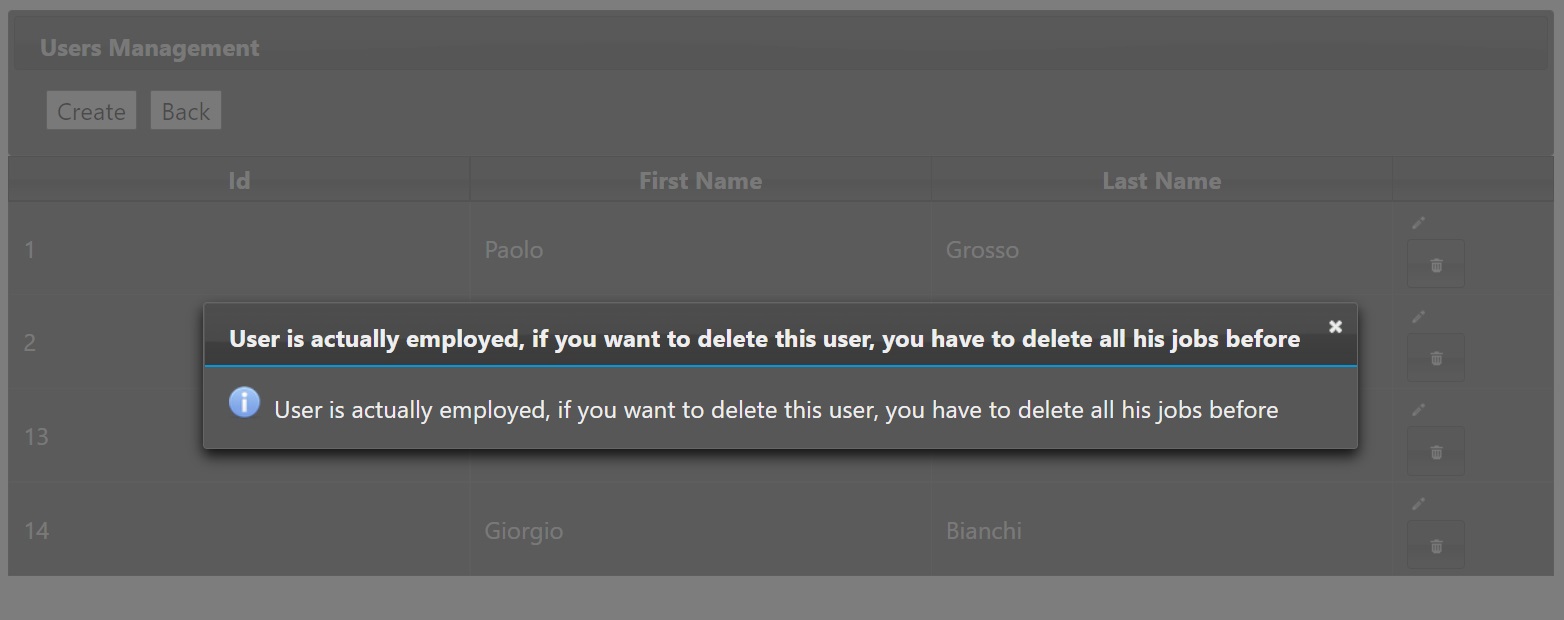 Users Management
Create Back
Id First Name Last Name
1 Paolo Grosso
User is actually employed, if you want to delete this user, you have to delete all his jobs before
2
User is actually employed, if you want to delete this user, you have to delete all his jobs before
13
14 Giorgio Bianchi